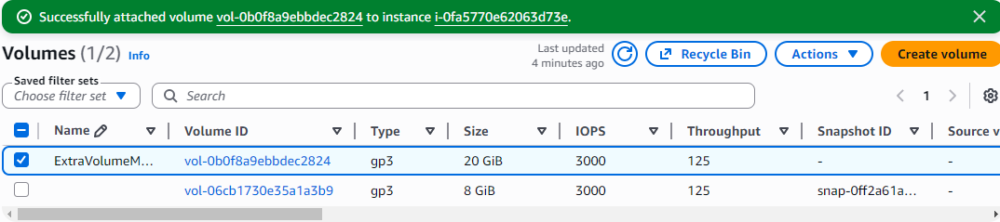 Successfully attached volume vol-0b0f8a9ebbdec2824 to instance i-0fa5770e62063d73e.
Volumes (1/2) Info
Last updated
4 minutes ago
Recycle Bin
Actions
Create volume
Saved filter sets
Choose filter set
Search
1
Name Volume ID Type Size IOPS Throughput Snapshot ID Source v
ExtraVolumeM... vol-0b0f8a9ebbdec2824 gp3 20 GiB 3000 125 - -
vol-06cb1730e35a1a3b9 gp3 8 GiB 3000 125 snap-0ff2a61a... -